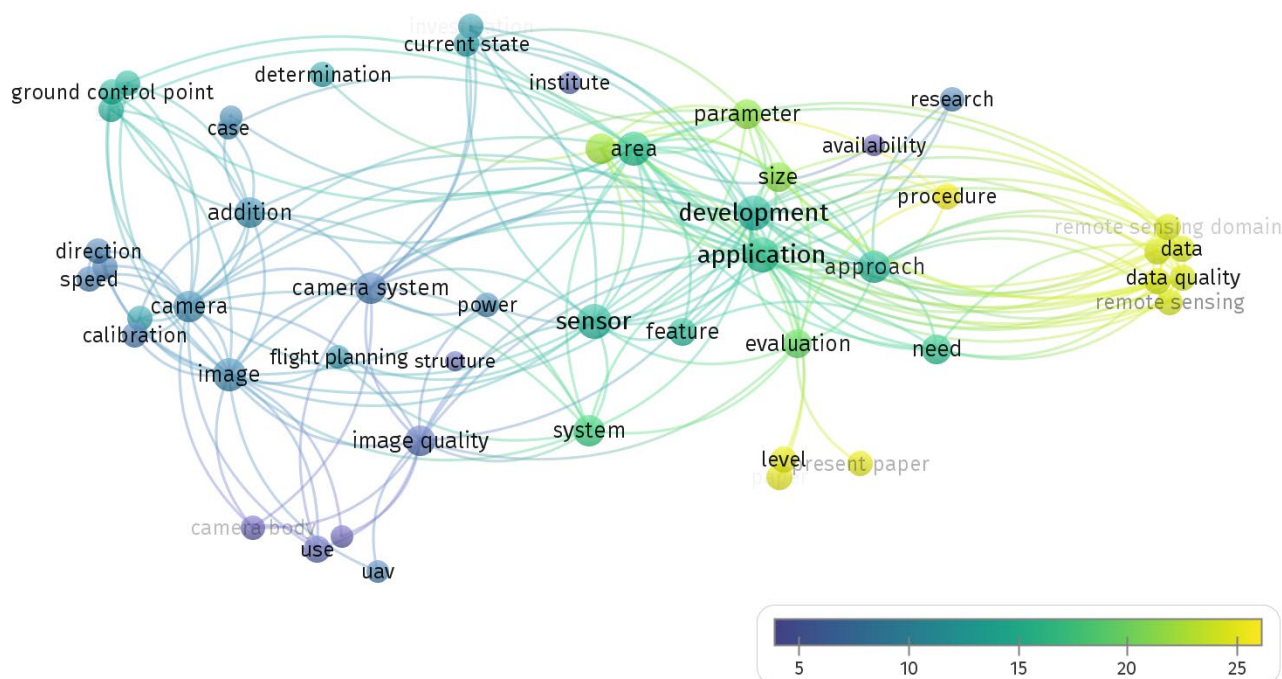 investigation
current state
determination
institute
ground control point
case
parameter
research
area
availability
size
procedure
addition
development
remote sensing domain
direction
application
data
speed
approach
data quality
camera system
remote sensing
camera
power
sensor
calibration
feature
evaluation
need
flight planning
structure
image
image quality
system
level
present paper
paper
camera body
use
uav
5
10
15
20
25